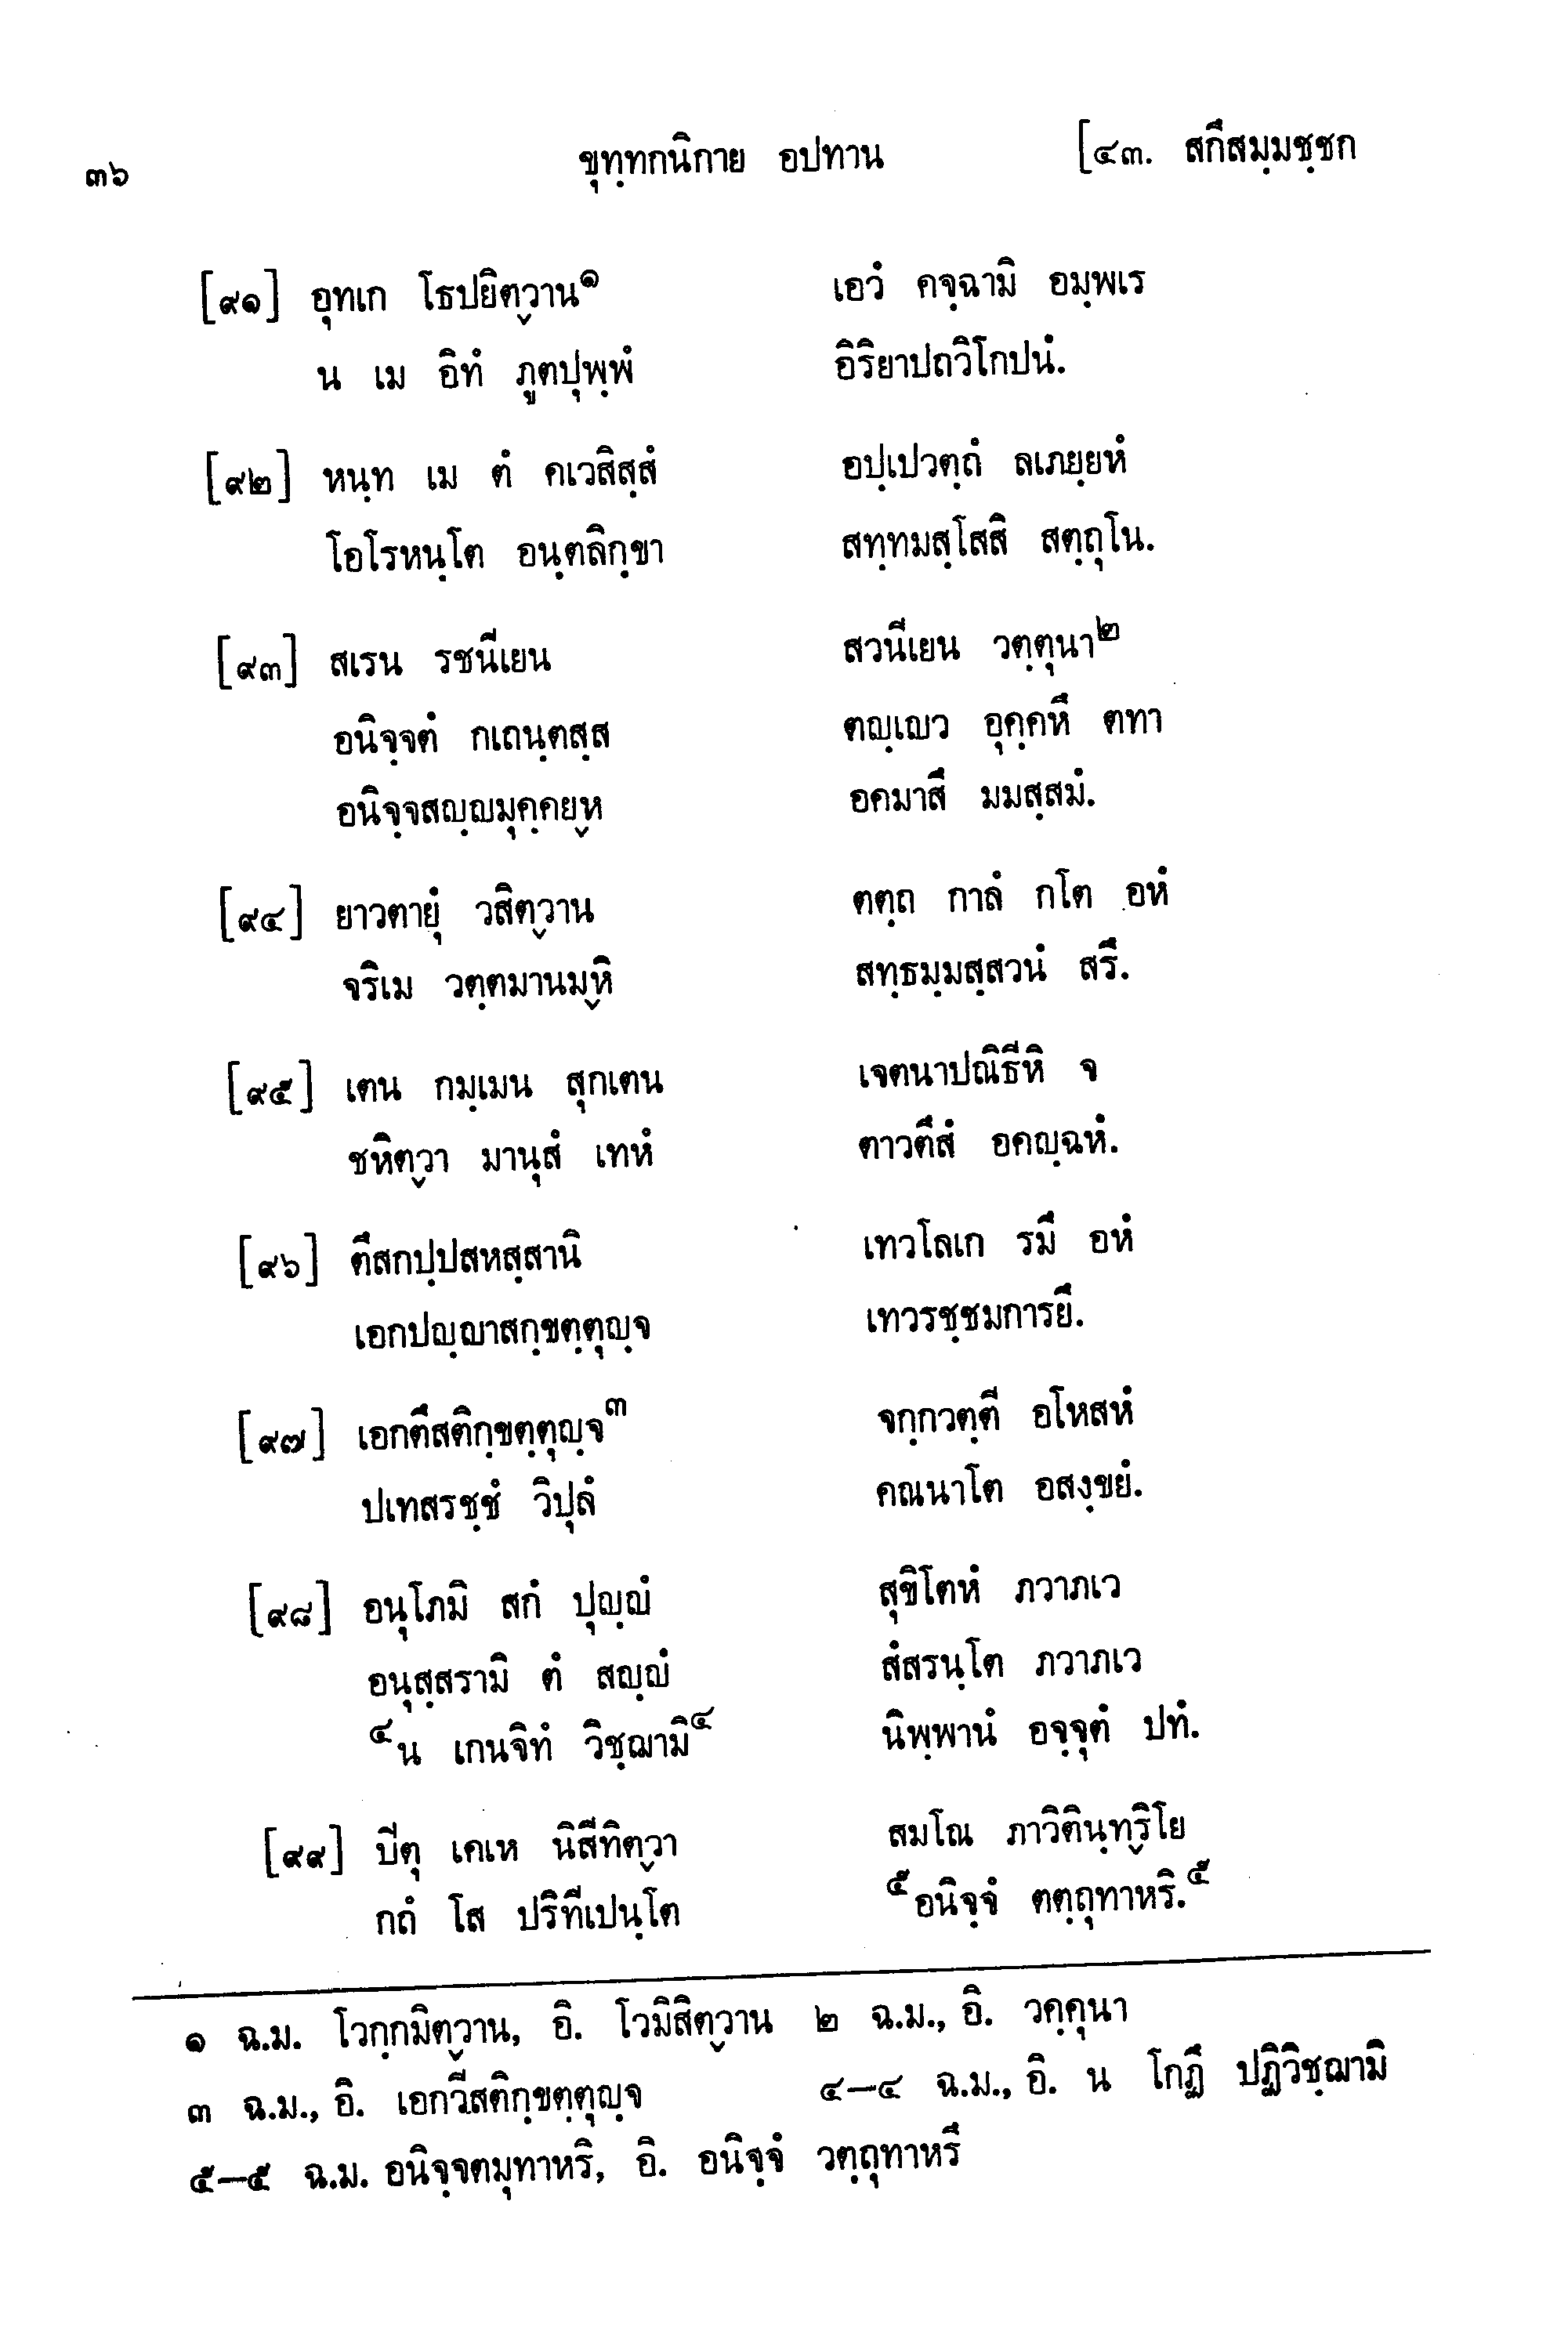 ๓๖ ขุทฺทกนิกาย อปทาน [๔๓. สกึสมฺมชฺชก
[๙๑] อุทเก โธปยิตฺวาน๑ เอวํ คจฺฉามิ อมฺพเร
น เม อิทํ ภูตปุพฺพํ อิริยาปถวิโกปนํ.
[๙๒] หนฺท เม ตํ คเวสิสฺสํ อปฺเปวตฺถํ ลเภยฺยหํ
โอโรหนฺโต อนฺตลิกฺขา สทฺทมสฺโสสิ สตฺถุโน.
[๙๓] สเรน รชนีเยน สวนีเยน วตฺตุนา๒
อนิจฺจตํ กเถนฺตสฺส ตญฺเญว อุคฺคหึ ตทา
อนิจฺจสญฺญมุคฺคยฺห อคมาสึ มมสฺสมํ.
[๙๔] ยาวตายุํ วสิตฺวาน ตตฺถ กาลํ กโต อหํ
จริเม วตฺตมานมฺหิ สทฺธมฺมสฺสวนํ สรึ.
[๙๕] เตน กมฺเมน สุกเตน เจตนาปณิธีหิ จ
ชหิตฺวา มานุสํ เทหํ ตาวตึสํ อคญฺฉหํ.
[๙๖] ตึสกปฺปสหสฺสานิ เทวโลเก รมึ อหํ
เอกปญฺญาสกฺขตฺตุญฺจ เทวรชฺชมการยึ.
[๙๗] เอกตึสติกฺขตฺตุญฺจ๓ จกฺกวตฺตี อโหสหํ
ปเทสรชฺชํ วิปุลํ คณนาโต อสงฺขยํ.
[๙๘] อนุโภมิ สกํ ปุญฺญํ สุขิโตหํ ภวาภเว
อนุสฺสรามิ ตํ สญฺญํ สํสรนฺโต ภวาภเว
๔น เกนจิทํ วิชฺฌามิ๔ นิพฺพานํ อจฺจุตํ ปทํ.
[๙๙] บีตุ เคเห นิสีทิตฺวา สมโณ ภาวิตินฺทฺริโย
กถํ โส ปริทีเปนฺโต ๕อนิจฺจํ ตตฺถุทาหริ.๕
๑ ฉ.ม. โวกฺกมิตฺวาน, อิ. โวมิสิตฺวาน ๒ ฉ.ม., อิ. วคฺคุนา
๓ ฉ.ม., อิ. เอกวีสติกฺขตฺตุญฺจ ๔–๔ ฉ.ม., อิ. น โกฏึ ปฏิวิชฺฌามิ
๕–๕ ฉ.ม. อนิจฺจตมุทาหริ, อิ. อนิจฺจํ วตฺถุทาหรึ